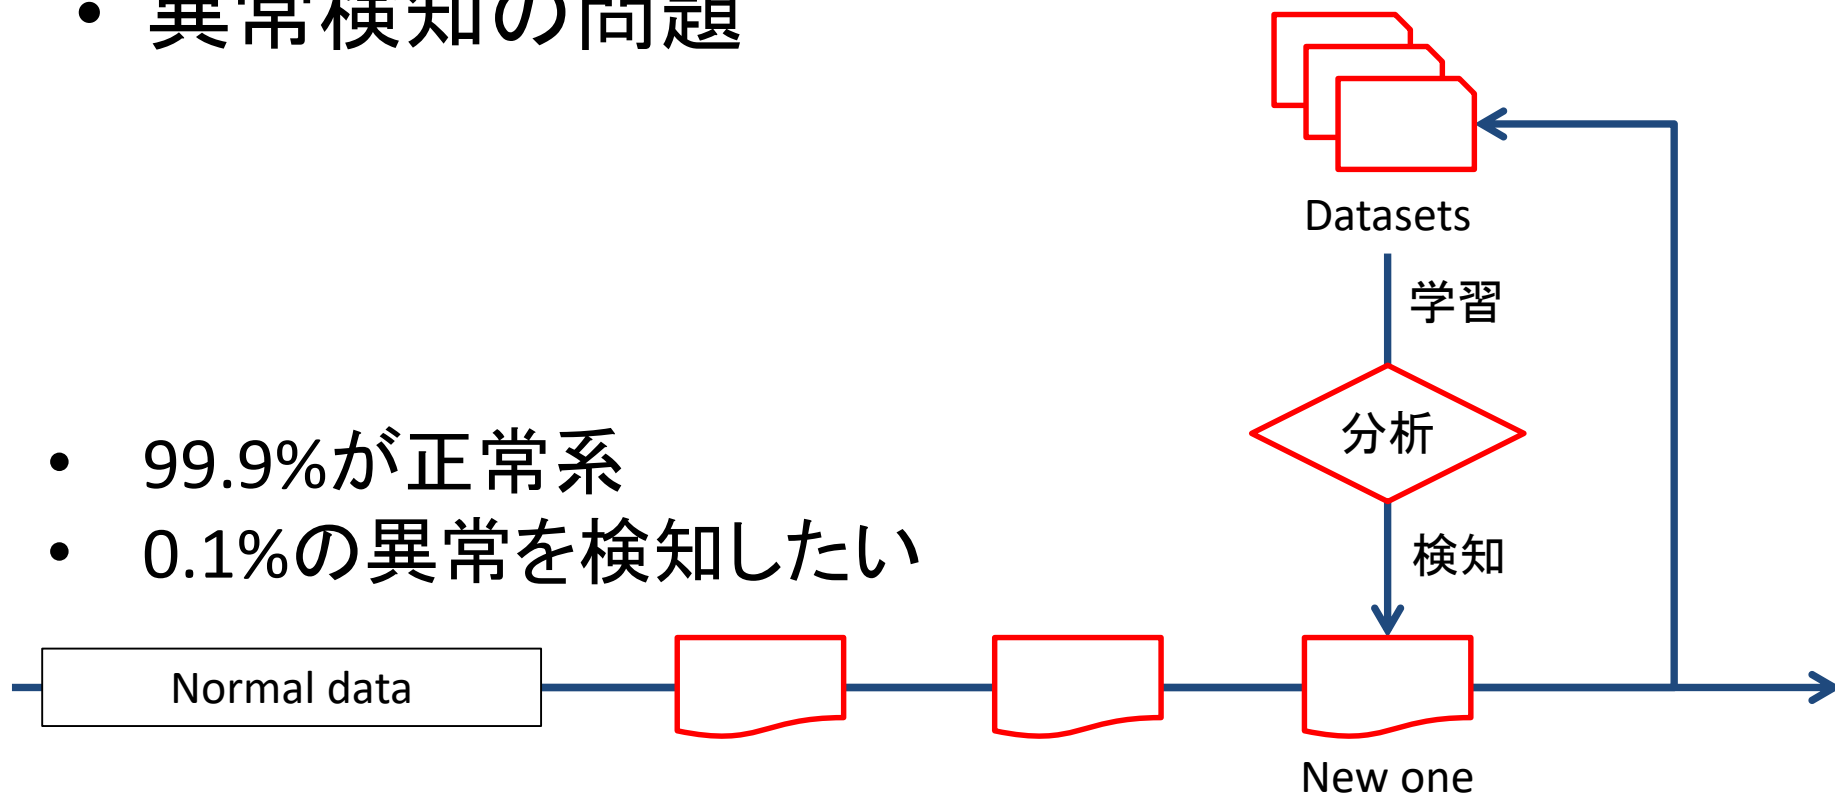 • 異常検知の問題
Datasets
学習
分析
• 99.9%が正常系
• 0.1%の異常を検知したい
検知
Normal data
New one